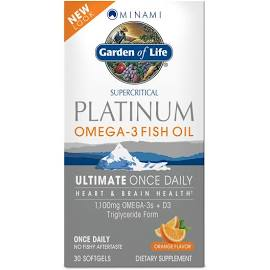 NEW LOOK
MINAMI
Garden of Life
SUPERCRITICAL
PLATINUM
OMEGA-3 FISH OIL
ULTIMATE ONCE DAILY
HEART & BRAIN HEALTH†
1,100mg OMEGA-3s + D3
Triglyceride Form
ONCE DAILY
NO FISHY AFTERTASTE
ORANGE FLAVOR
30 SOFTGELS
DIETARY SUPPLEMENT